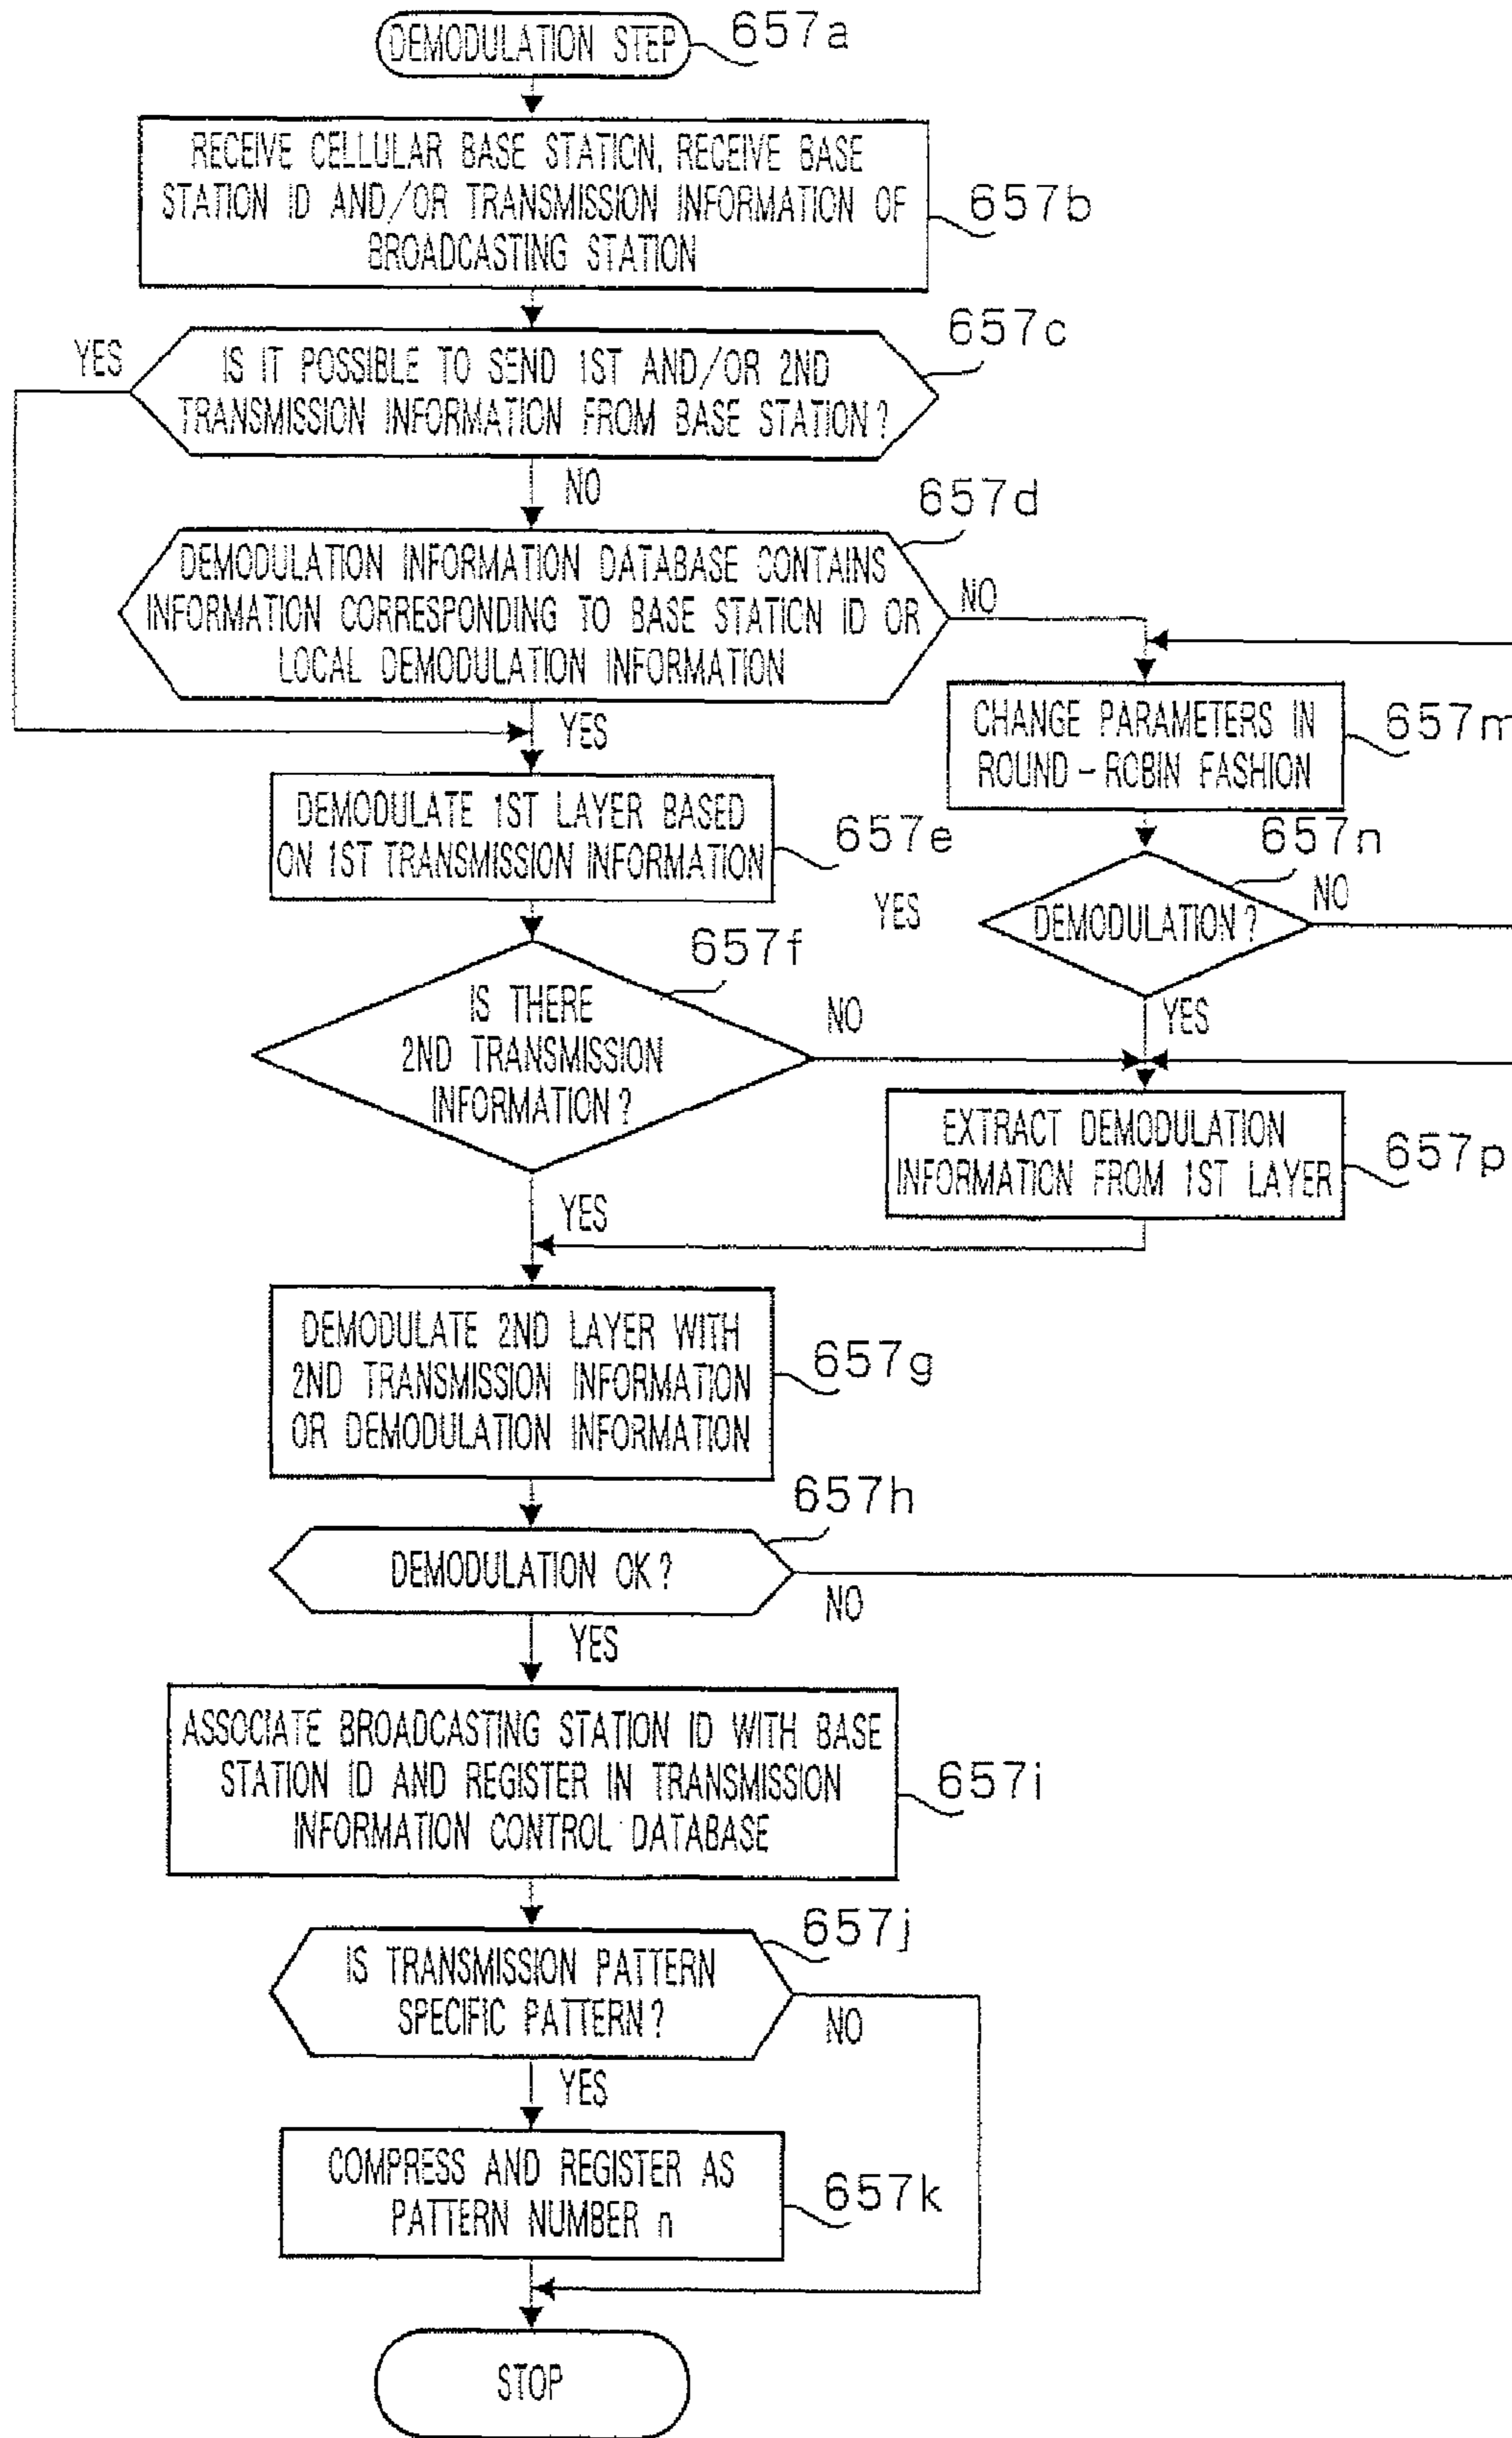 DEMODULATION STEP
657a
RECEIVE CELLULAR BASE STATION, RECEIVE BASE
STATION ID AND/OR TRANSMISSION INFORMATION OF
BROADCASTING STATION
657b
657c
YES
IS IT POSSIBLE TO SEND 1ST AND/OR 2ND
TRANSMISSION INFORMATION FROM BASE STATION?
NO
657d
DEMODULATION INFORMATION DATABASE CONTAINS
INFORMATION CORRESPONDING TO BASE STATION ID OR
LOCAL DEMODULATION INFORMATION
NO
YES
CHANGE PARAMETERS IN
ROUND-ROBIN FASHION
657m
DEMODULATE 1ST LAYER BASED
ON 1ST TRANSMISSION INFORMATION
657e
657n
YES
DEMODULATION?
NO
657f
IS THERE
2ND TRANSMISSION
INFORMATION?
NO
YES
EXTRACT DEMODULATION
INFORMATION FROM 1ST LAYER
657p
YES
DEMODULATE 2ND LAYER WITH
2ND TRANSMISSION INFORMATION
OR DEMODULATION INFORMATION
657g
657h
DEMODULATION OK?
NO
YES
ASSOCIATE BROADCASTING STATION ID WITH BASE
STATION ID AND REGISTER IN TRANSMISSION
INFORMATION CONTROL DATABASE
657i
657j
IS TRANSMISSION PATTERN
SPECIFIC PATTERN?
NO
YES
COMPRESS AND REGISTER AS
PATTERN NUMBER n
657k
STOP